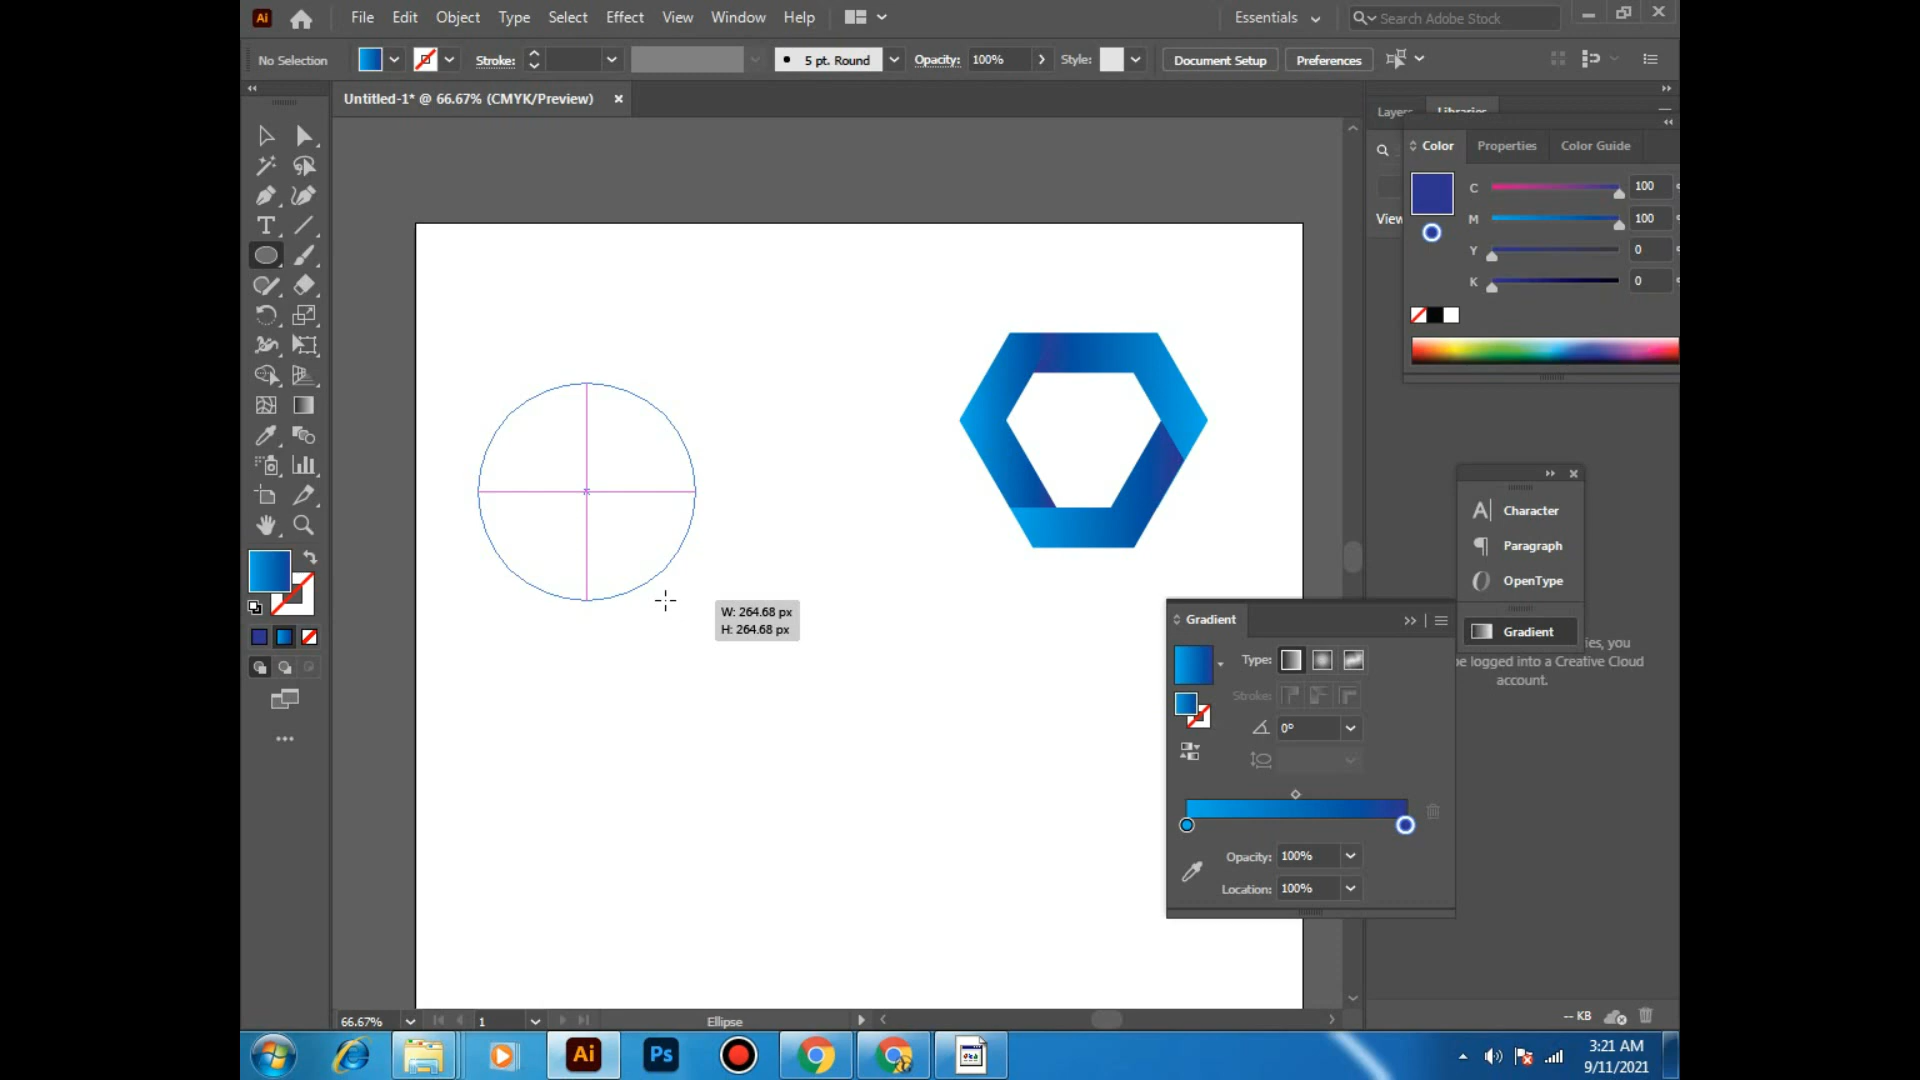 Ai File Edit Object Type Select Effect View Window Help Essentials Search Adobe Stock
No Selection Stroke: 5 pt. Round Opacity: 100% Style: Document Setup Preferences
Untitled-1* @ 66.67% (CMYK/Preview) ×
Color Properties Color Guide
C 100
M 100
View
Y 0
K 0
T
W: 264.68 px
H: 264.68 px
Character
Paragraph
OpenType
Gradient
Gradient
Type:
Stroke:
0°
Opacity: 100%
Location: 100%
ies, you
be logged into a Creative Cloud
account.
66.67% 1 Ellipse -- KB
Ai Ps
3:21 AM
9/11/2021